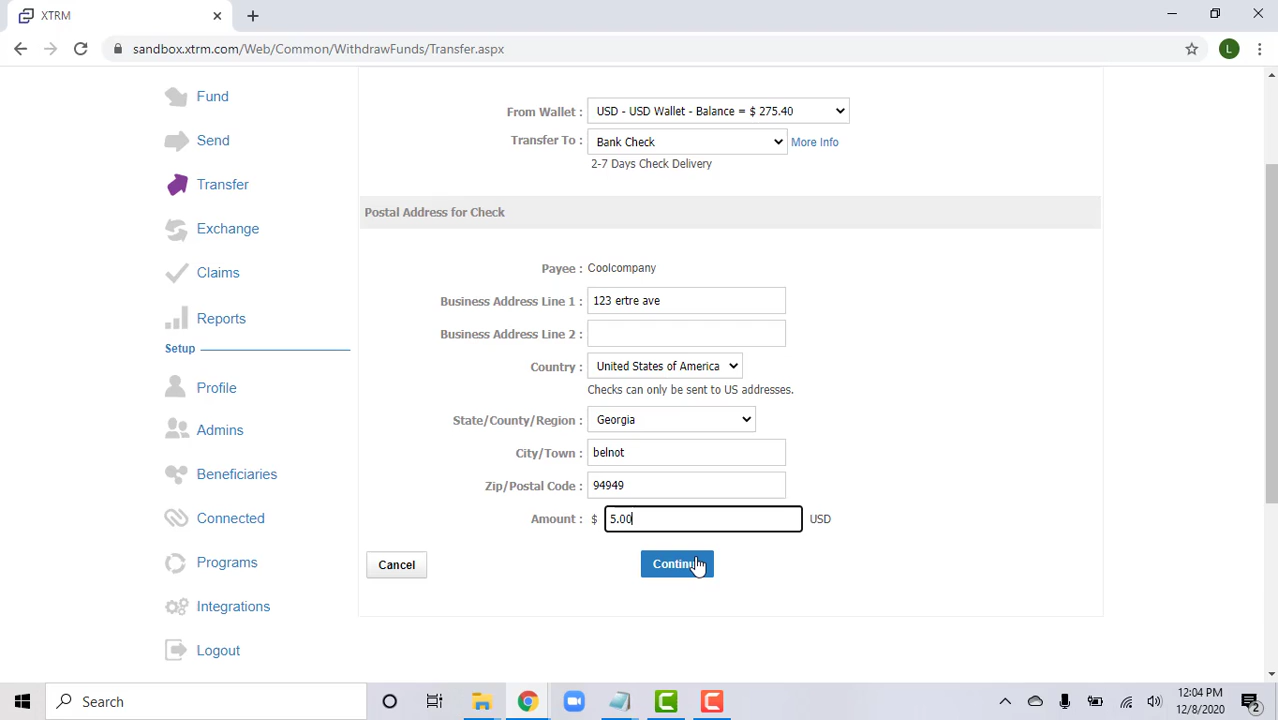 XTRM
sandbox.xtrm.com/Web/Common/WithdrawFunds/Transfer.aspx
L
Fund
Send
Transfer
Exchange
Claims
Reports
Setup
Profile
Admins
Beneficiaries
Connected
Programs
Integrations
Logout
From Wallet : USD - USD Wallet - Balance = $ 275.40
Transfer To : Bank Check More Info
2-7 Days Check Delivery
Postal Address for Check
Payee : Coolcompany
Business Address Line 1 : 123 ertre ave
Business Address Line 2 :
Country : United States of America
Checks can only be sent to US addresses.
State/County/Region : Georgia
City/Town : belnot
Zip/Postal Code : 94949
Amount : $ 5.00 USD
Cancel Continue
Search
12:04 PM
12/8/2020
2